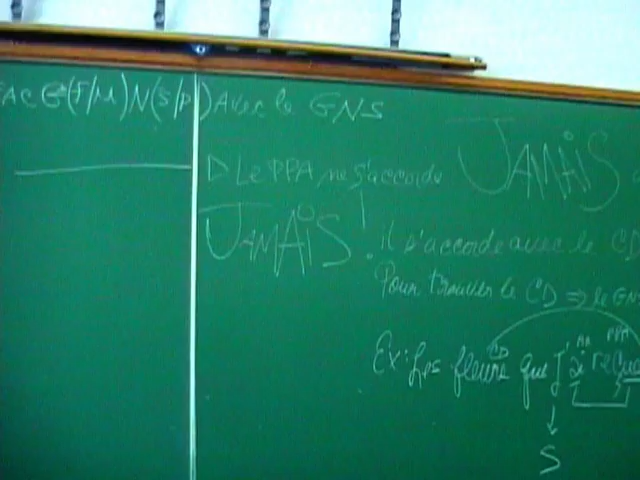 Acc G(F/M)N(S/P) Avec le GNS
D Le PPA ne s'accorde JAMAIS
JAMAIS! il s'accorde avec le CD
Pour trouver le CD ⇒ le GN
CD
Ex: Les fleurs que J'ai
S